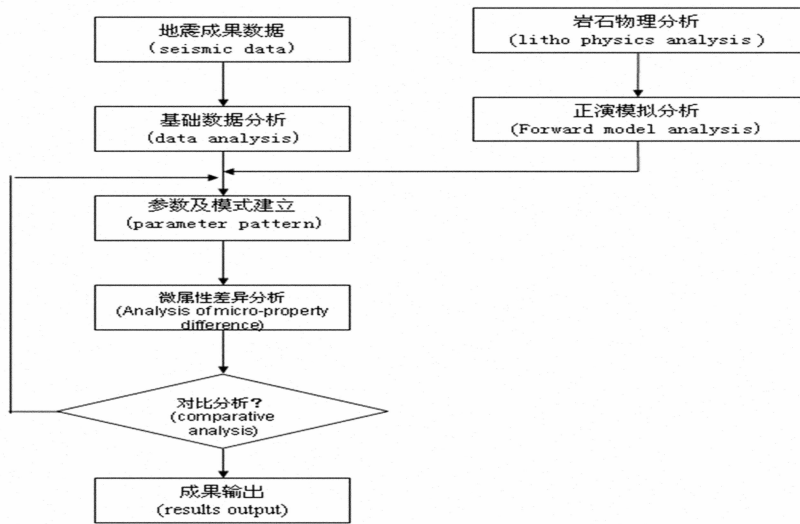 地震成果数据
(seismic data)
岩石物理分析
(litho physics analysis )
基础数据分析
(data analysis)
正演模拟分析
(Forward model analysis)
参数及模式建立
(parameter pattern)
微属性差异分析
(Analysis of micro-property
difference)
对比分析?
(comparative
analysis)
成果输出
(results output)